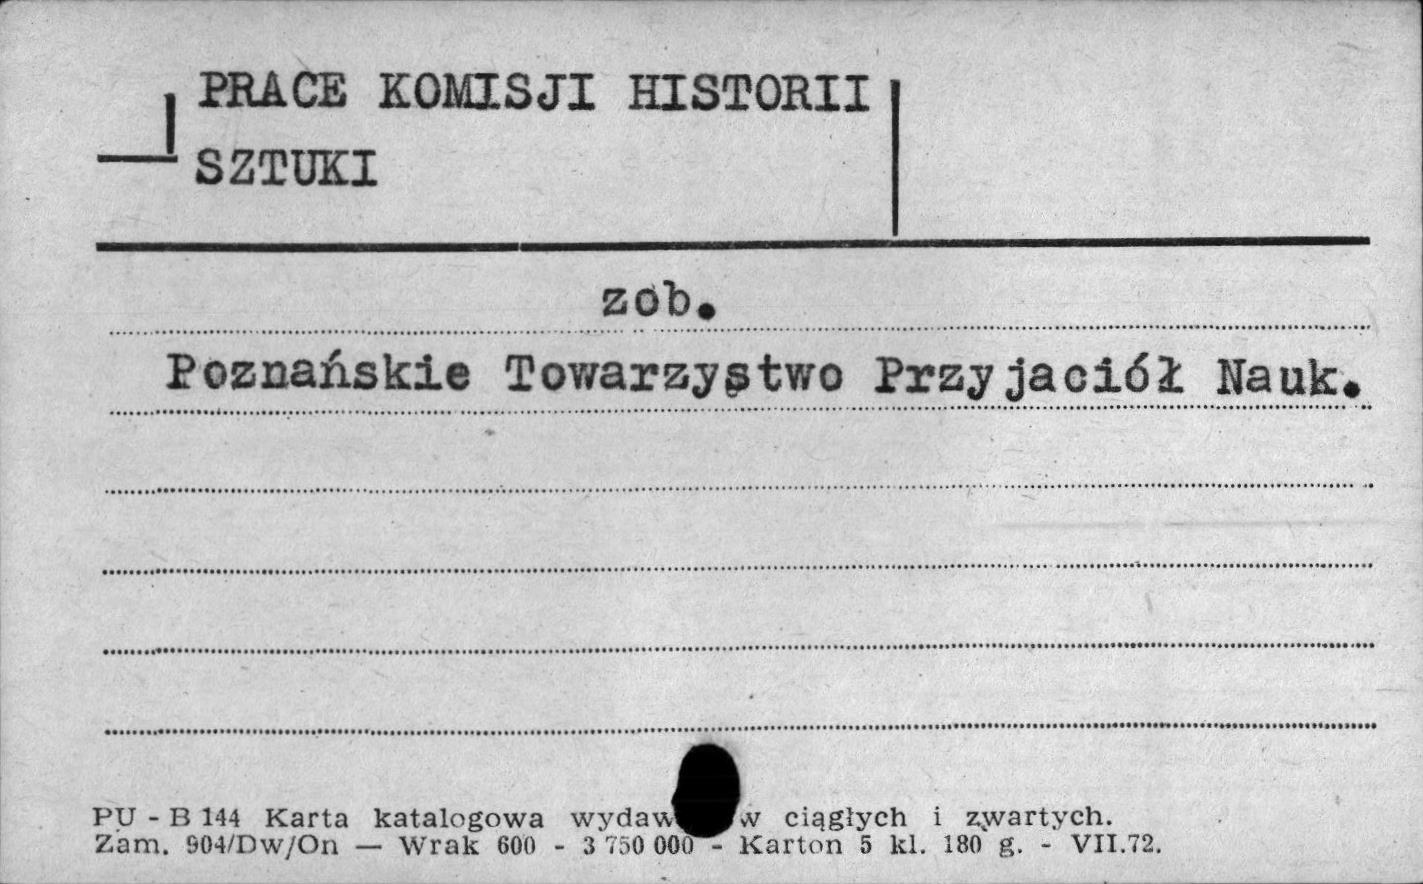 PRACE KOMISJI HISTORII
SZTUKI
zob.
Poznańskie Towarzystwo Przyjaciół Nauk.
PU - B 144 Karta katalogowa ciągłych i zwartych.
Zam. 904/Dw/On — Wrak 600 - 3 750 000 - Karton 5 kl. 180 g. - VII.72.